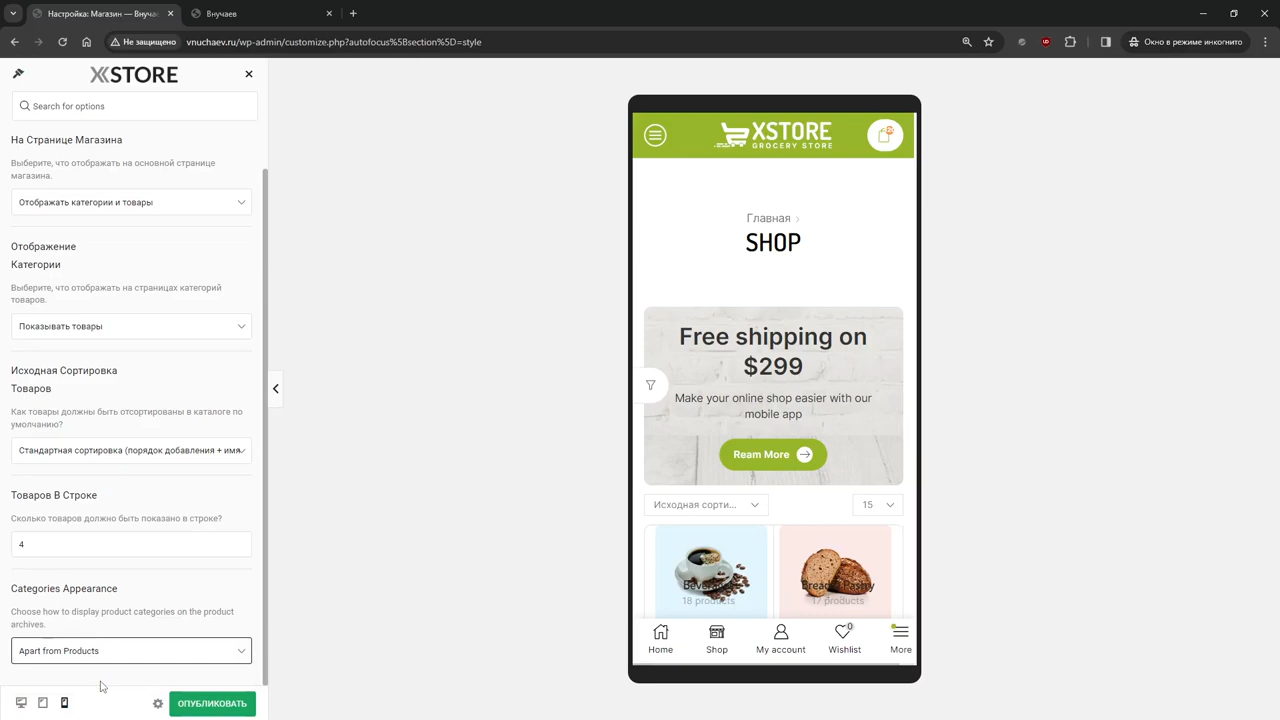 Настройка: Магазин — Внучае
Внучаев
Не защищено
vnuchaev.ru/wp-admin/customize.php?autofocus%5Bsection%5D=style
Окно в режиме инкогнито
XSTORE
Search for options
На Странице Магазина
Выберите, что отображать на основной странице
магазина.
Отображать категории и товары
Отображение
Категории
Выберите, что отображать на страницах категорий
товаров.
Показывать товары
Исходная Сортировка
Товаров
Как товары должны быть отсортированы в каталоге по
умолчанию?
Стандартная сортировка (порядок добавления + имя
Товаров В Строке
Сколько товаров должно быть показано в строке?
4
Categories Appearance
Choose how to display product categories on the product
archives.
Apart from Products
ОПУБЛИКОВАТЬ
XSTORE
GROCERY STORE
Главная
SHOP
Free shipping on
$299
Make your online shop easier with our
mobile app
Ream More
Исходная сорти...
15
18 products
17 products
0
Home
Shop
My account
Wishlist
More